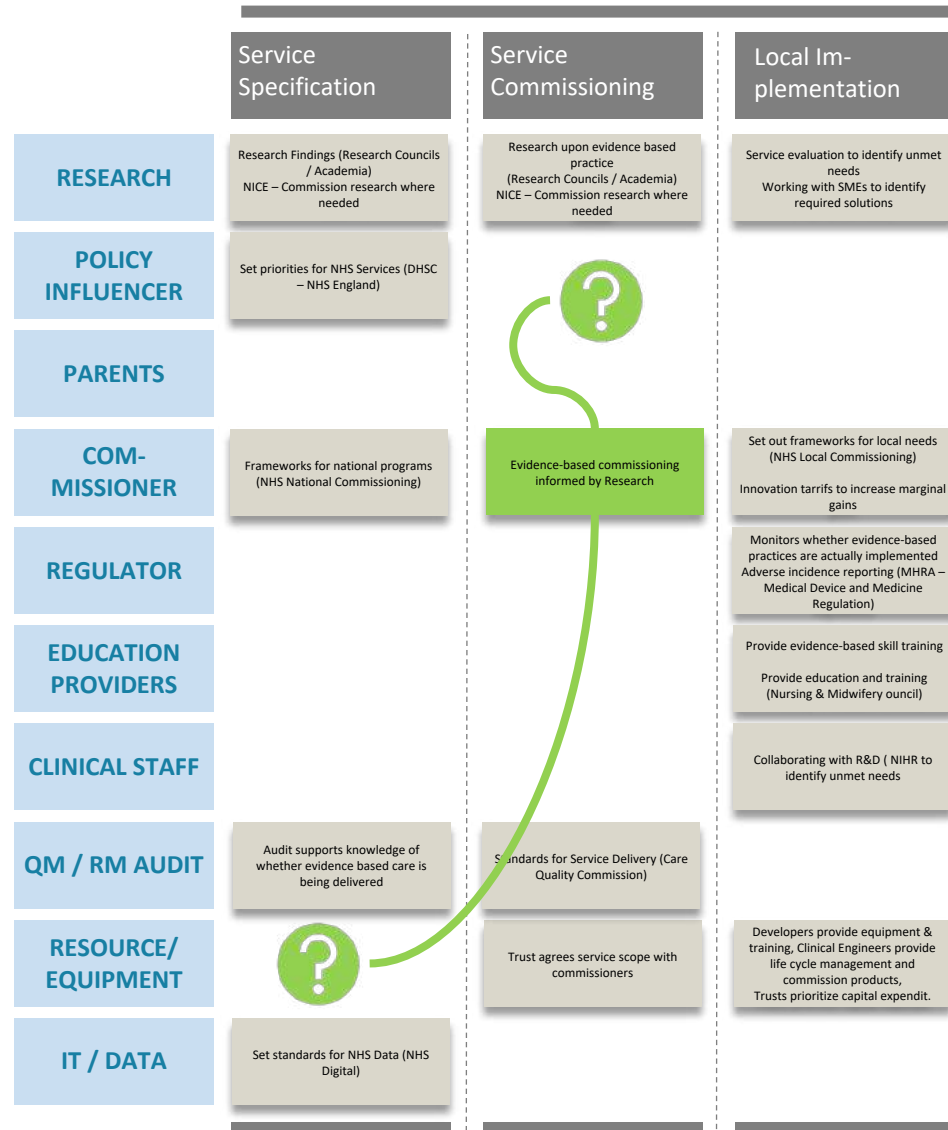 Service
Specification
Service
Commissioning
Local Im-
plementation
RESEARCH
Research Findings (Research Councils
/ Academia)
NICE – Commission research where
needed
Research upon evidence based
practice
(Research Councils / Academia)
NICE – Commission research where
needed
Service evaluation to identify unmet
needs
Working with SMEs to identify
required solutions
POLICY
INFLUENCER
Set priorities for NHS Services (DHSC
– NHS England)
?
PARENTS
COM-
MISSIONER
Frameworks for national programs
(NHS National Commissioning)
Evidence-based commissioning
informed by Research
Set out frameworks for local needs
(NHS Local Commissioning)
Innovation tarrifs to increase marginal
gains
REGULATOR
Monitors whether evidence-based
practices are actually implemented
Adverse incidence reporting (MHRA –
Medical Device and Medicine
Regulation)
EDUCATION
PROVIDERS
Provide evidence-based skill training
Provide education and training
(Nursing & Midwifery ouncil)
CLINICAL STAFF
Collaborating with R&D ( NIHR to
identify unmet needs
QM / RM AUDIT
Audit supports knowledge of
whether evidence based care is
being delivered
Standards for Service Delivery (Care
Quality Commission)
RESOURCE/
EQUIPMENT
?
Trust agrees service scope with
commissioners
Developers provide equipment &
training, Clinical Engineers provide
life cycle management and
commission products,
Trusts prioritize capital expendit.
IT / DATA
Set standards for NHS Data (NHS
Digital)